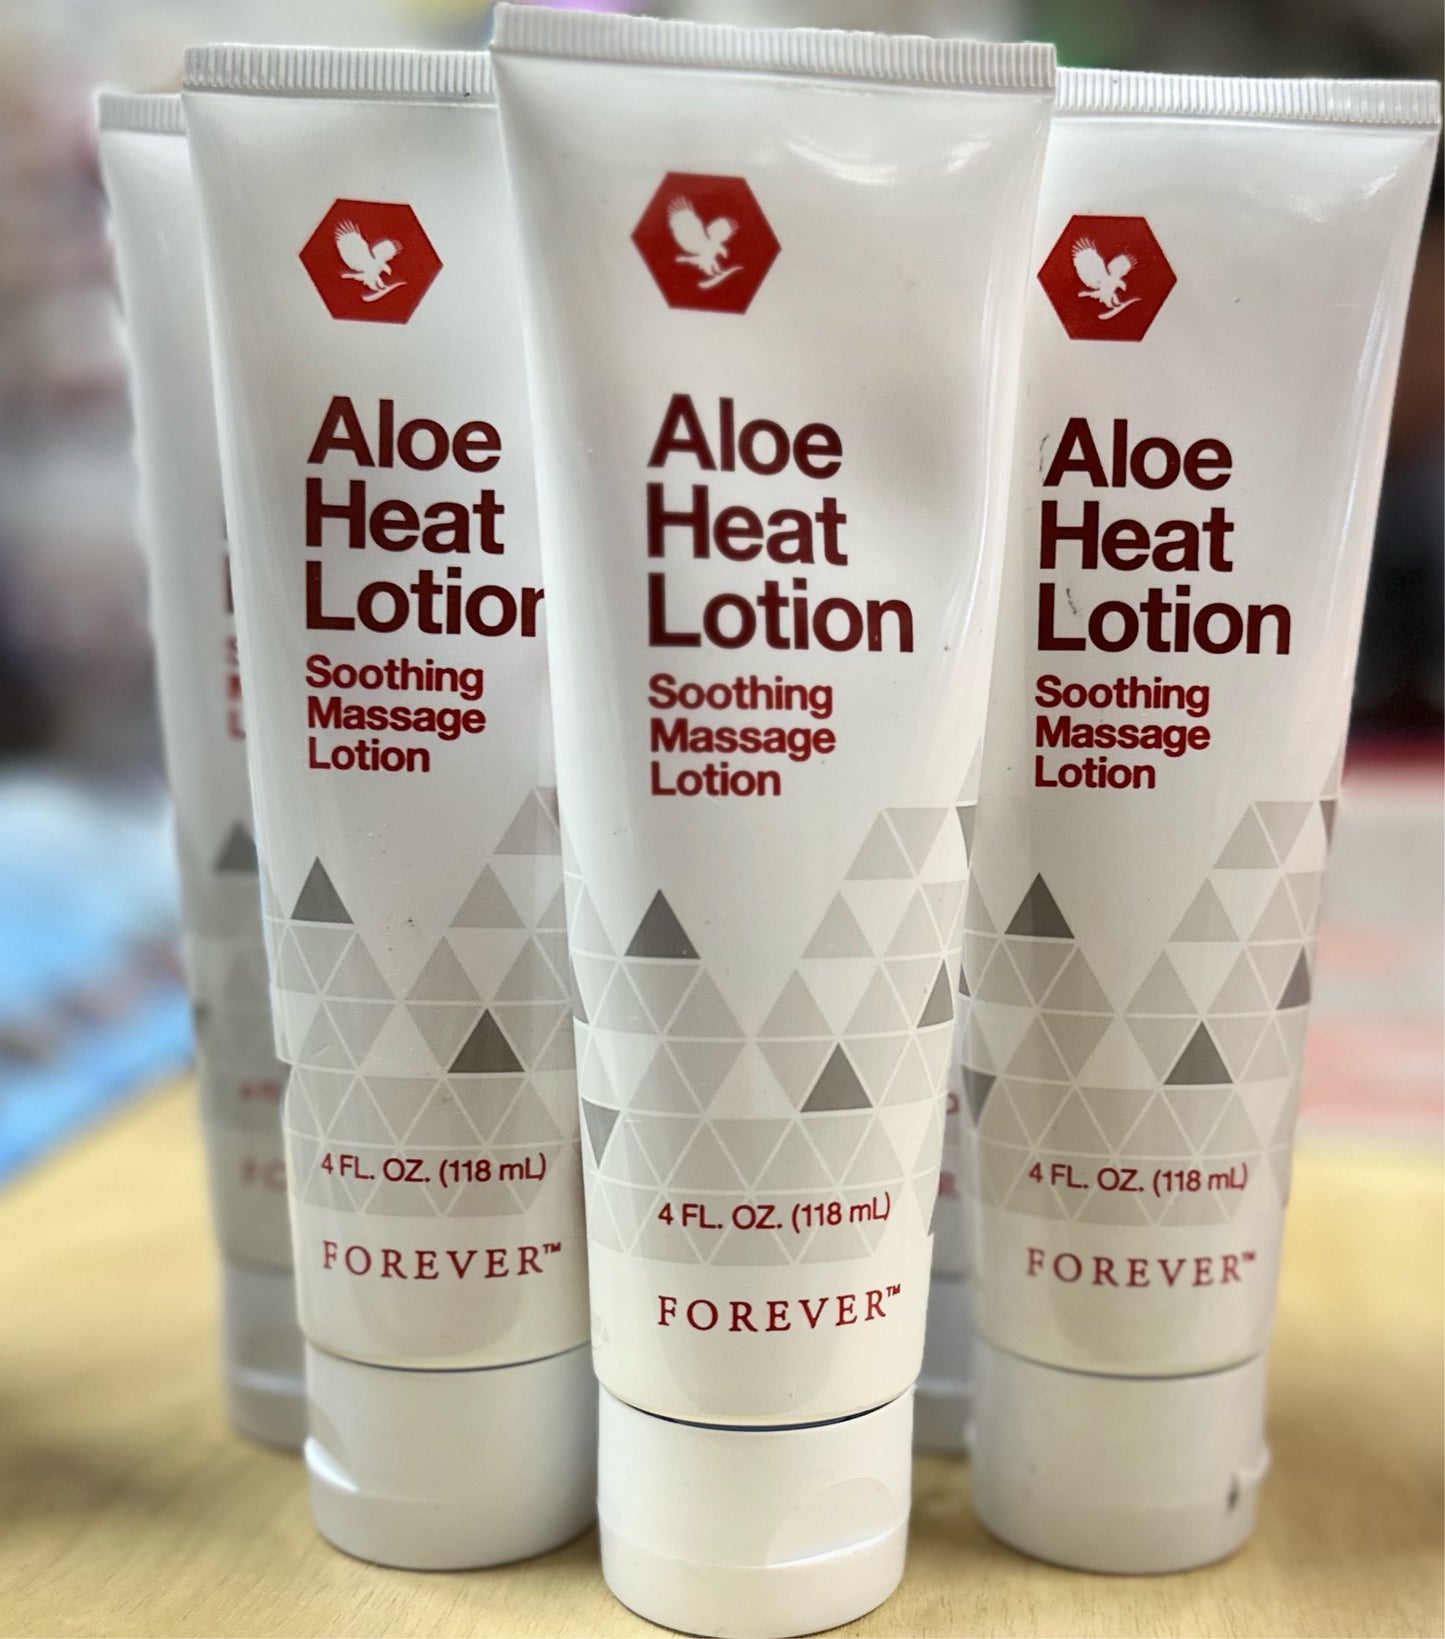 Aloe
Heat
Lotion
Soothing
Massage
Lotion
4 FL. OZ. (118 mL)
FOREVER™
Aloe
Heat
Lotion
Soothing
Massage
Lotion
4 FL. OZ. (118 mL)
FOREVER™
Aloe
Heat
Lotion
Soothing
Massage
Lotion
4 FL. OZ. (118 mL)
FOREVER™